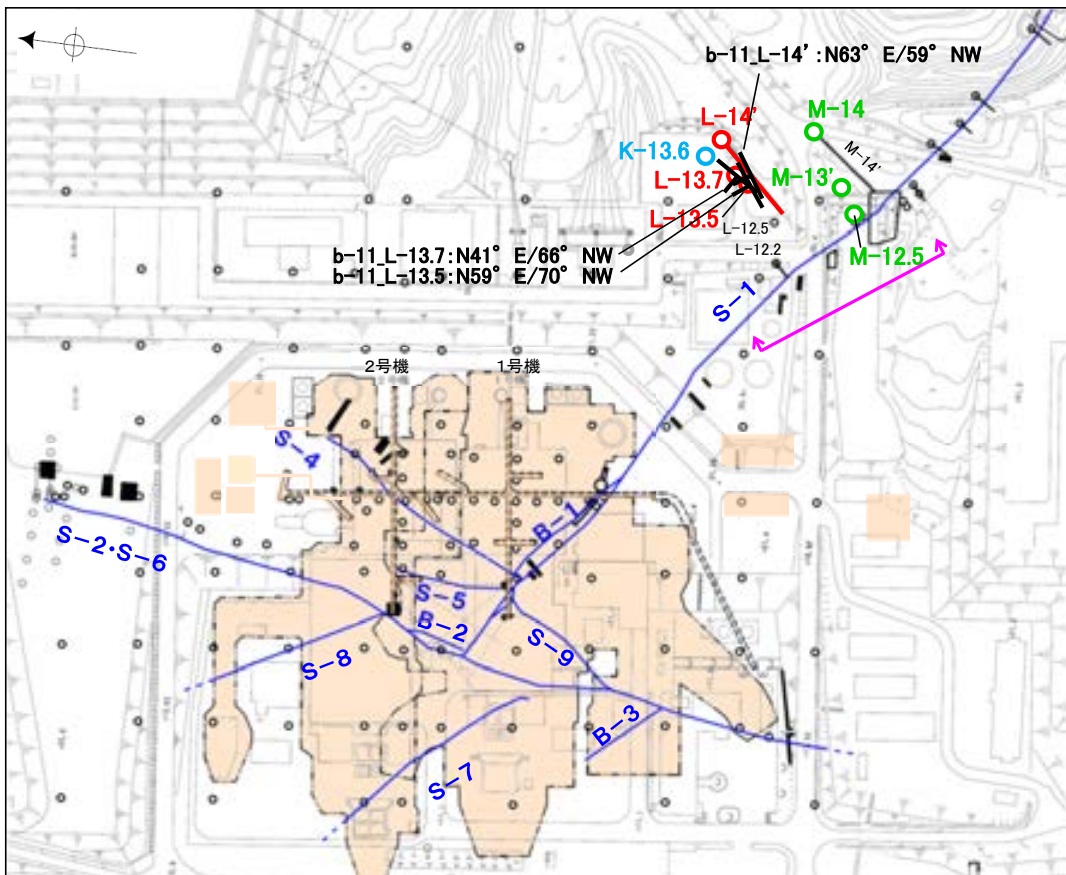 b-11_L-14’:N63° E/59° NW
L-14'
M-14
K-13.6
M-14'
L-13.7
M-13'
L-13.5
L-12.5
M-12.5
L-12.2
b-11_L-13.7:N41° E/66° NW
b-11_L-13.5:N59° E/70° NW
S-1
2号機
1号機
S-4
B-1
S-2・S-6
S-5
B-2
S-9
S-8
B-3
S-7